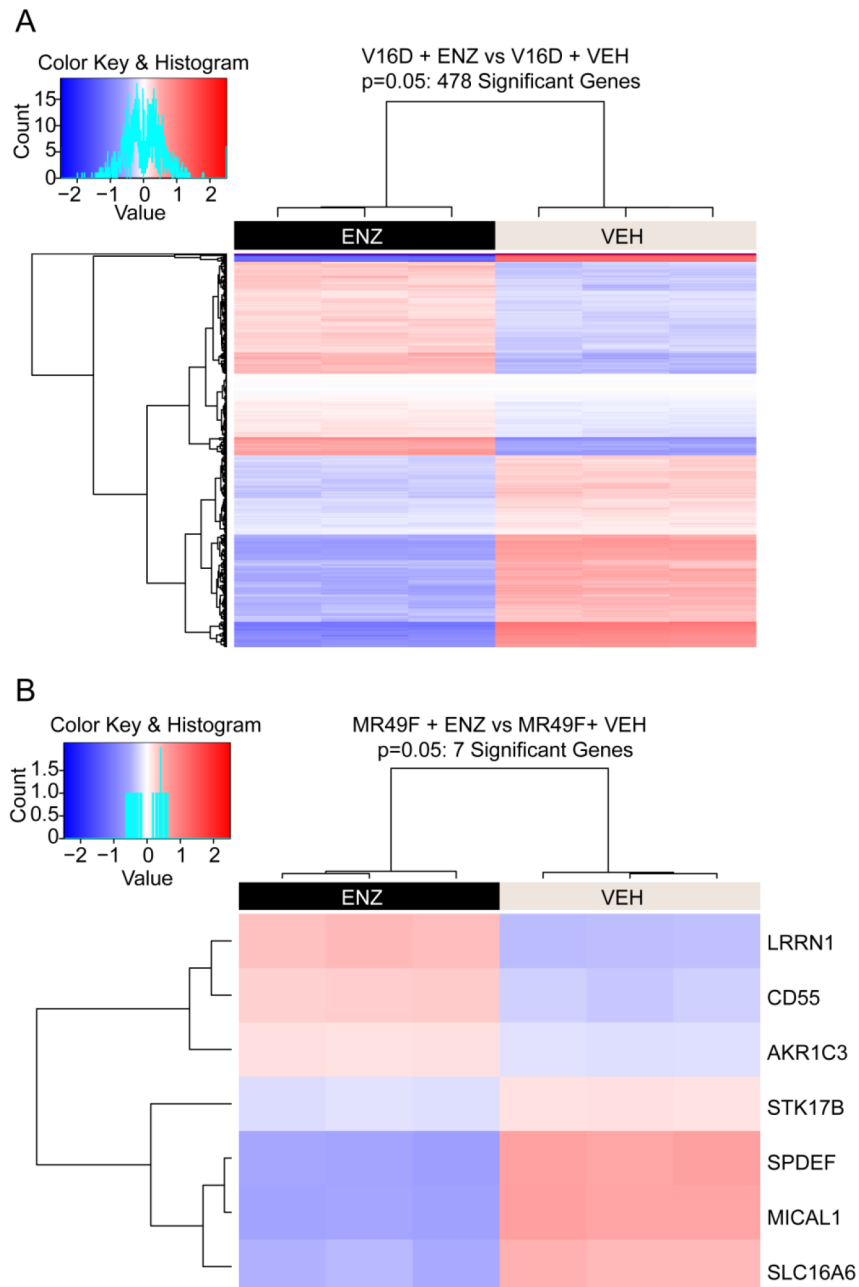 A
Color Key & Histogram
V16D + ENZ vs V16D + VEH
p=0.05: 478 Significant Genes
Count
15
10
5
0
−2 −1 0 1 2
Value
ENZ VEH
B
Color Key & Histogram
MR49F + ENZ vs MR49F+ VEH
p=0.05: 7 Significant Genes
Count
1.5
1.0
0.5
0
−2 −1 0 1 2
Value
ENZ VEH
LRRN1
CD55
AKR1C3
STK17B
SPDEF
MICAL1
SLC16A6